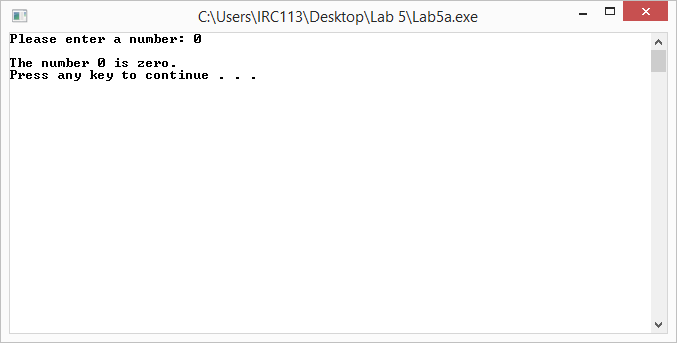 C:\Users\IRC113\Desktop\Lab 5\Lab5a.exe
Please enter a number: 0
The number 0 is zero.
Press any key to continue . . .